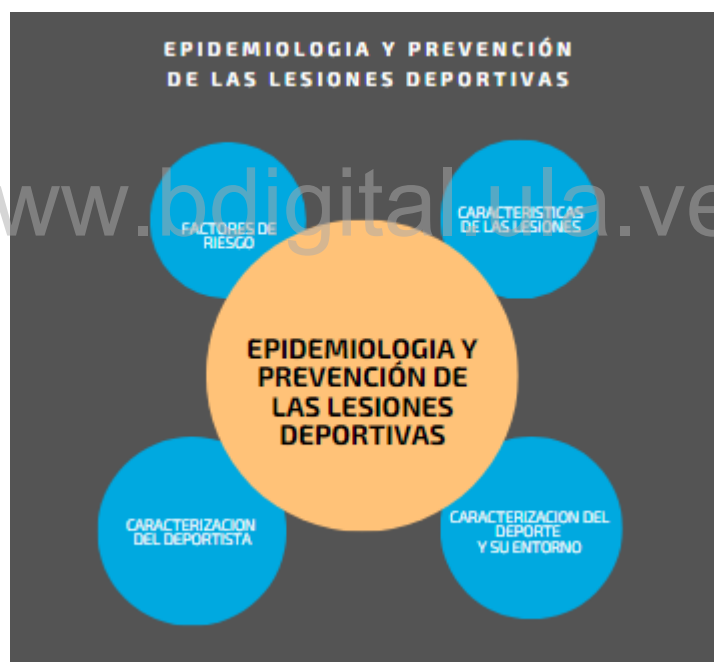 EPIDEMIOLOGIA Y PREVENCIÓN
DE LAS LESIONES DEPORTIVAS
www.bdigital.ula.ve
FACTORES DE
RIESGO
CARACTERISTICAS
DE LAS LESIONES
EPIDEMIOLOGIA Y
PREVENCIÓN DE
LAS LESIONES
DEPORTIVAS
CARACTERIZACION
DEL DEPORTISTA
CARACTERIZACION DEL
DEPORTE
Y SU ENTORNO